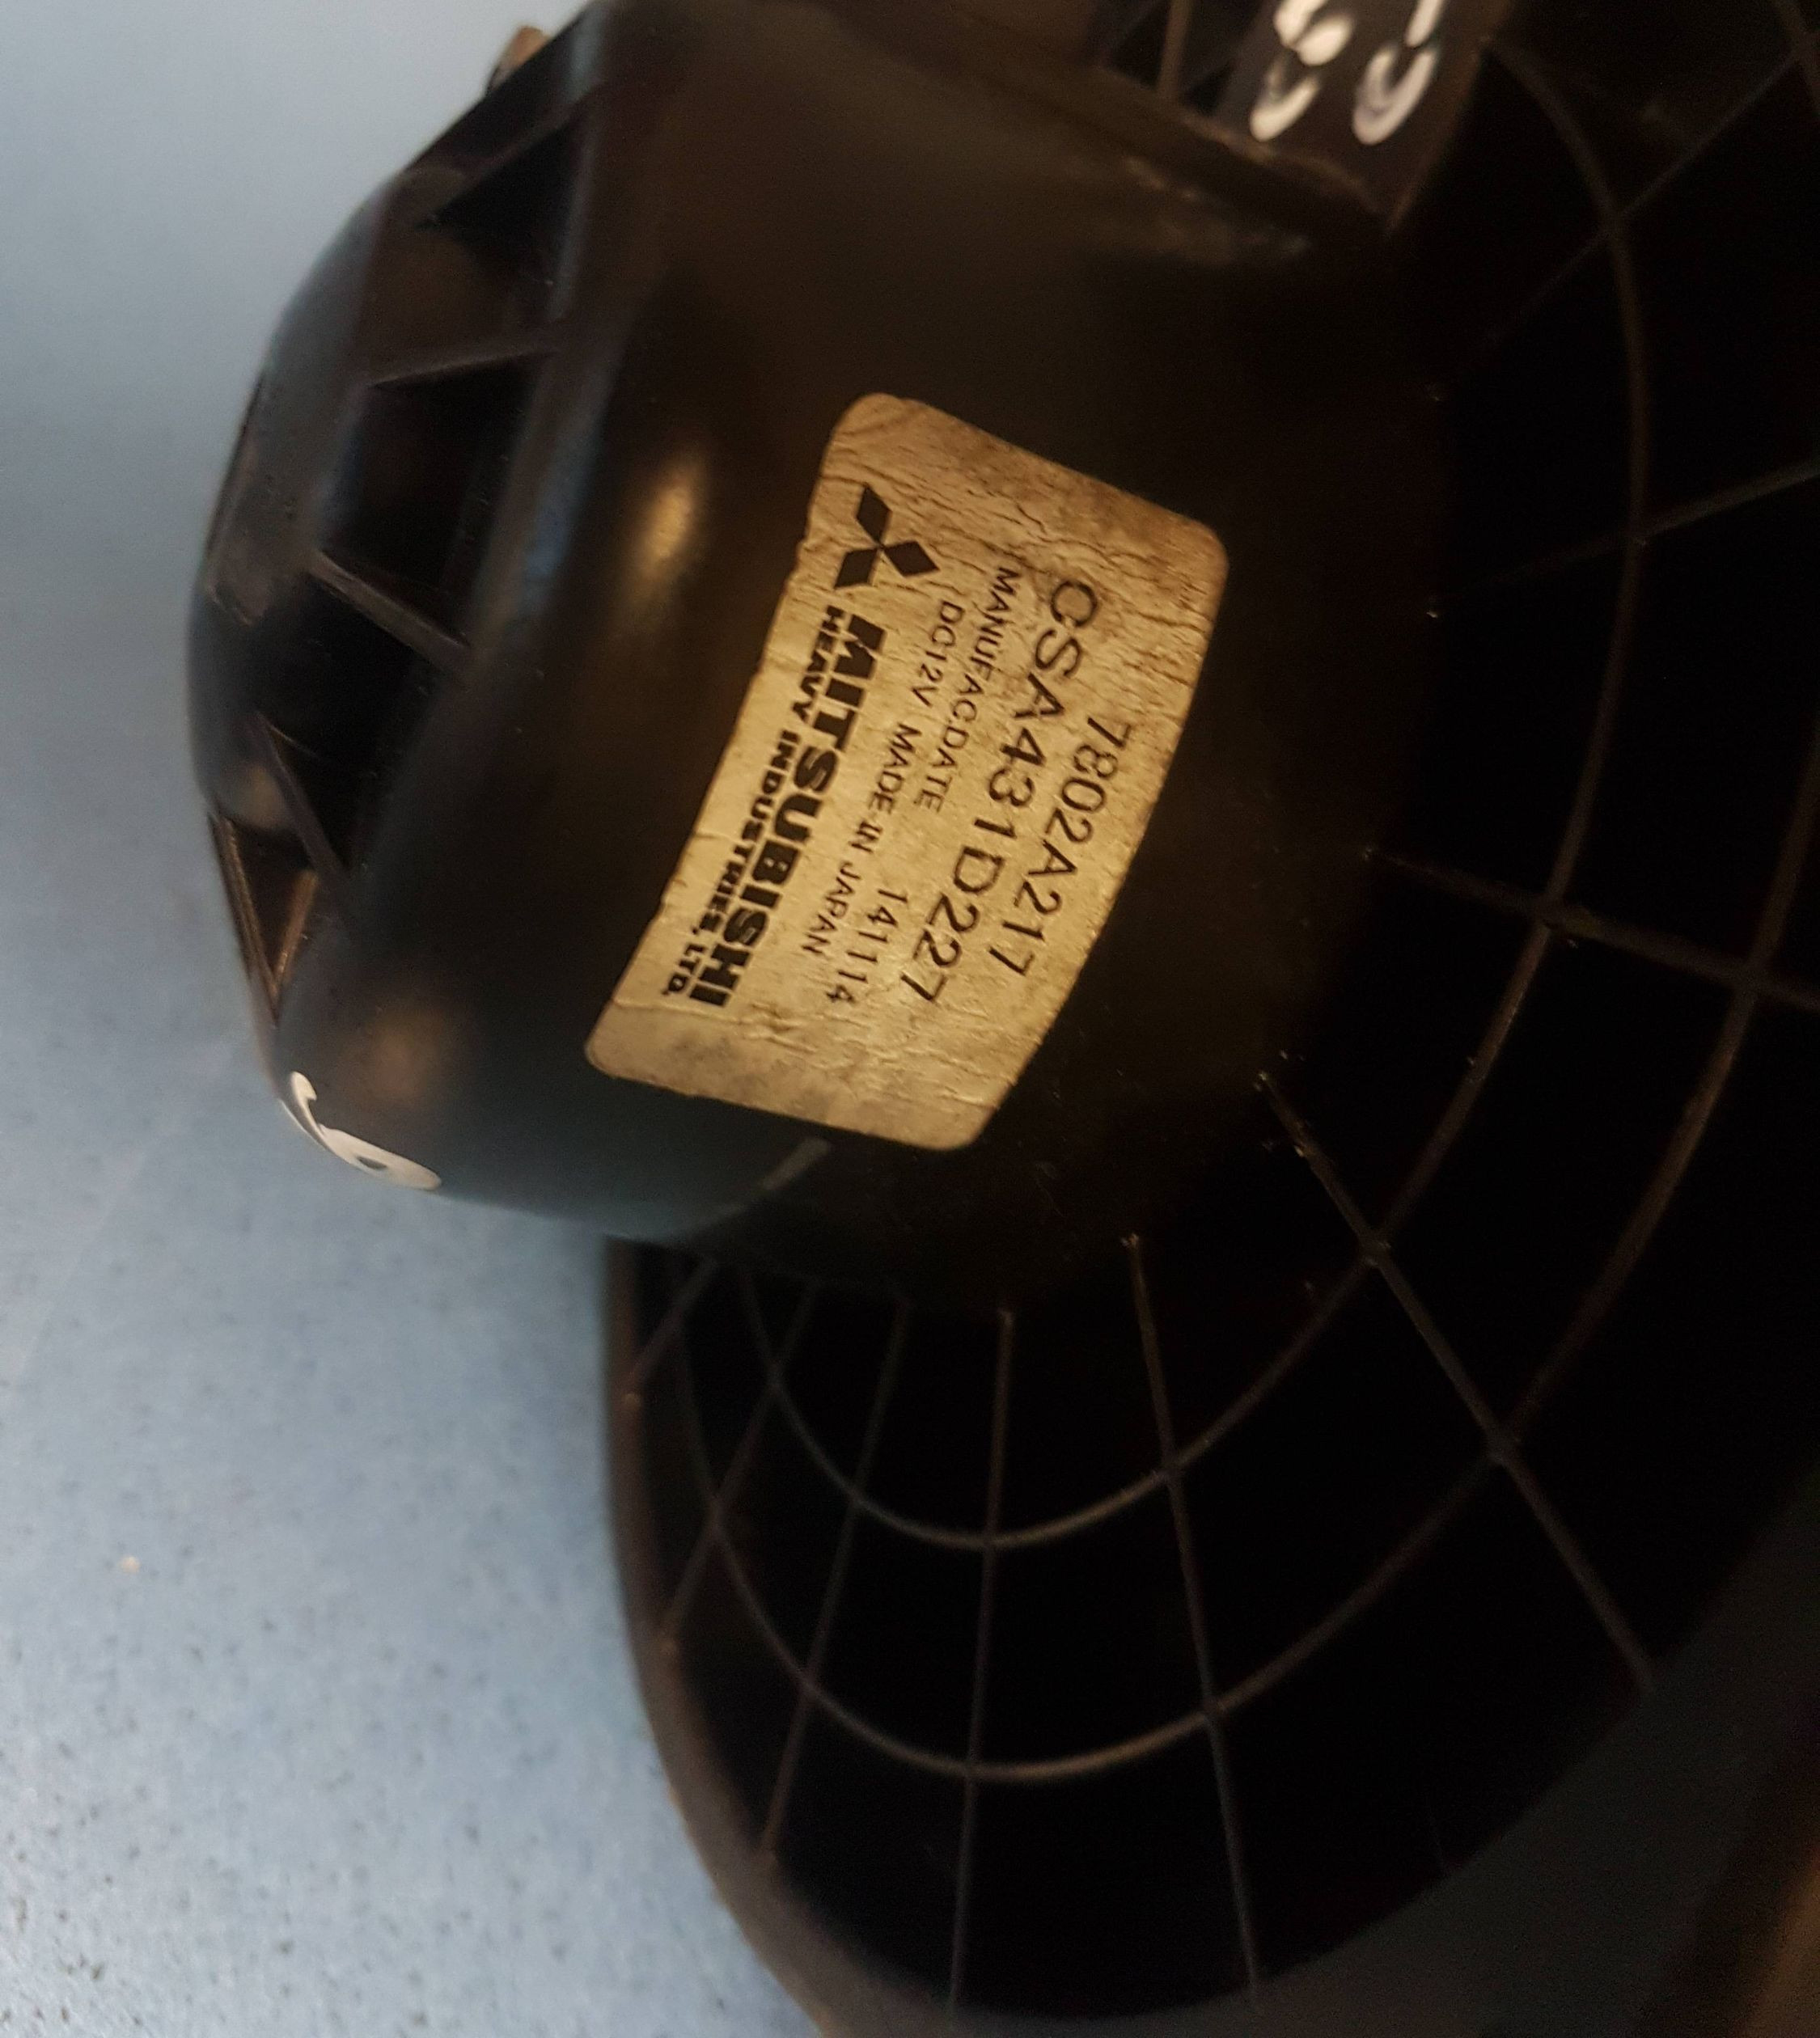 7802A217
CSA431D227
MANUFAC.DATE 141114
DC12V MADE IN JAPAN
MITSUBISHI
HEAVY INDUSTRIES, LTD.